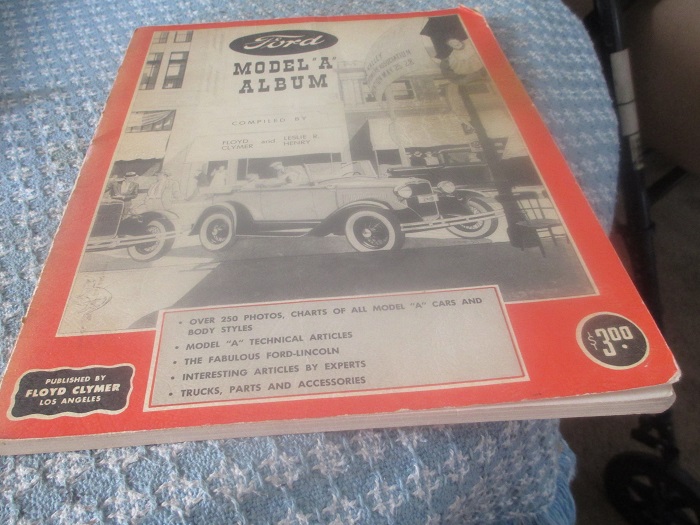 Ford
MODEL "A"
ALBUM
COMPILED BY
FLOYD and LESLIE R.
CLYMER HENRY
• OVER 250 PHOTOS, CHARTS OF ALL MODEL "A" CARS AND
BODY STYLES
• MODEL "A" TECHNICAL ARTICLES
• THE FABULOUS FORD-LINCOLN
• INTERESTING ARTICLES BY EXPERTS
• TRUCKS, PARTS AND ACCESSORIES
PUBLISHED BY
FLOYD CLYMER
LOS ANGELES
3.00